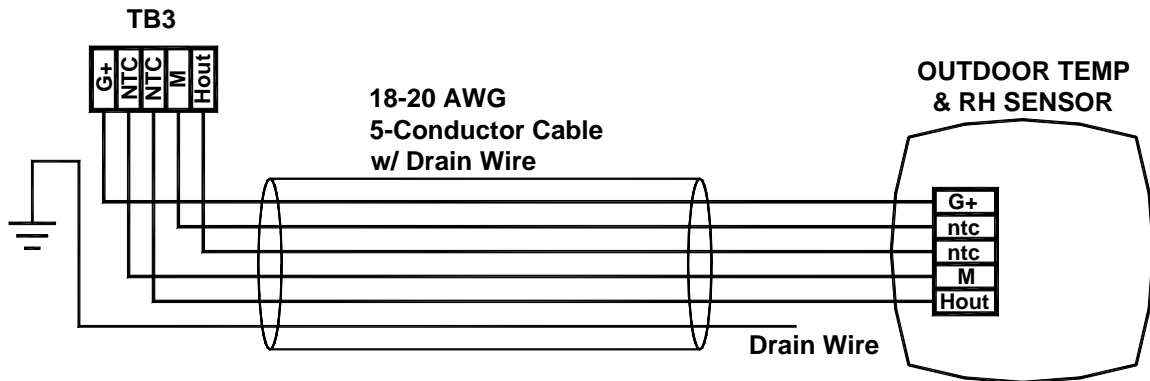 TB3
G+
NTC
NTC
M
Hout
18-20 AWG
5-Conductor Cable
w/ Drain Wire
OUTDOOR TEMP
& RH SENSOR
G+
ntc
ntc
M
Hout
Drain Wire